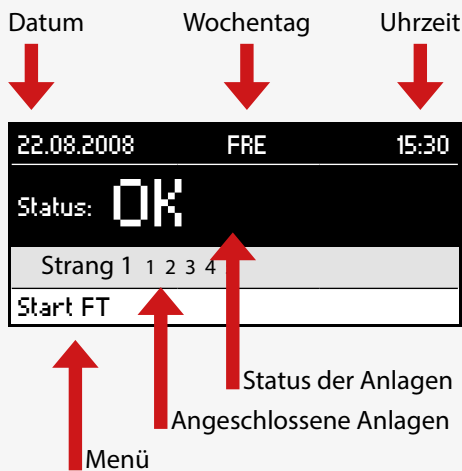 Datum Wochentag Uhrzeit
22.08.2008 FRE 15:30
Status: OK
Strang 1 1 2 3 4
Start FT
Status der Anlagen
Angeschlossene Anlagen
Menü